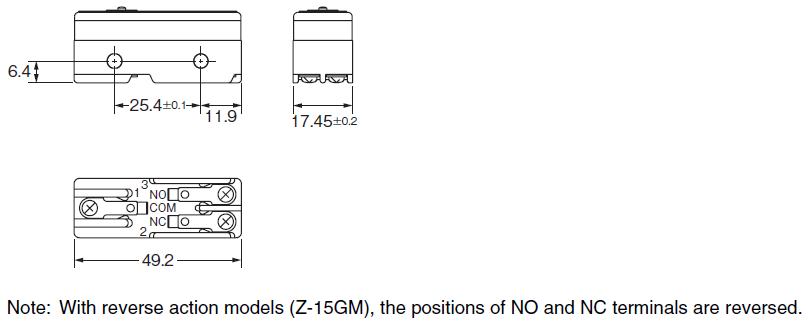 6.4
25.4±0.1
11.9
17.45±0.2
3
1 NO
COM
NC
2
49.2
Note: With reverse action models (Z-15GM), the positions of NO and NC terminals are reversed.